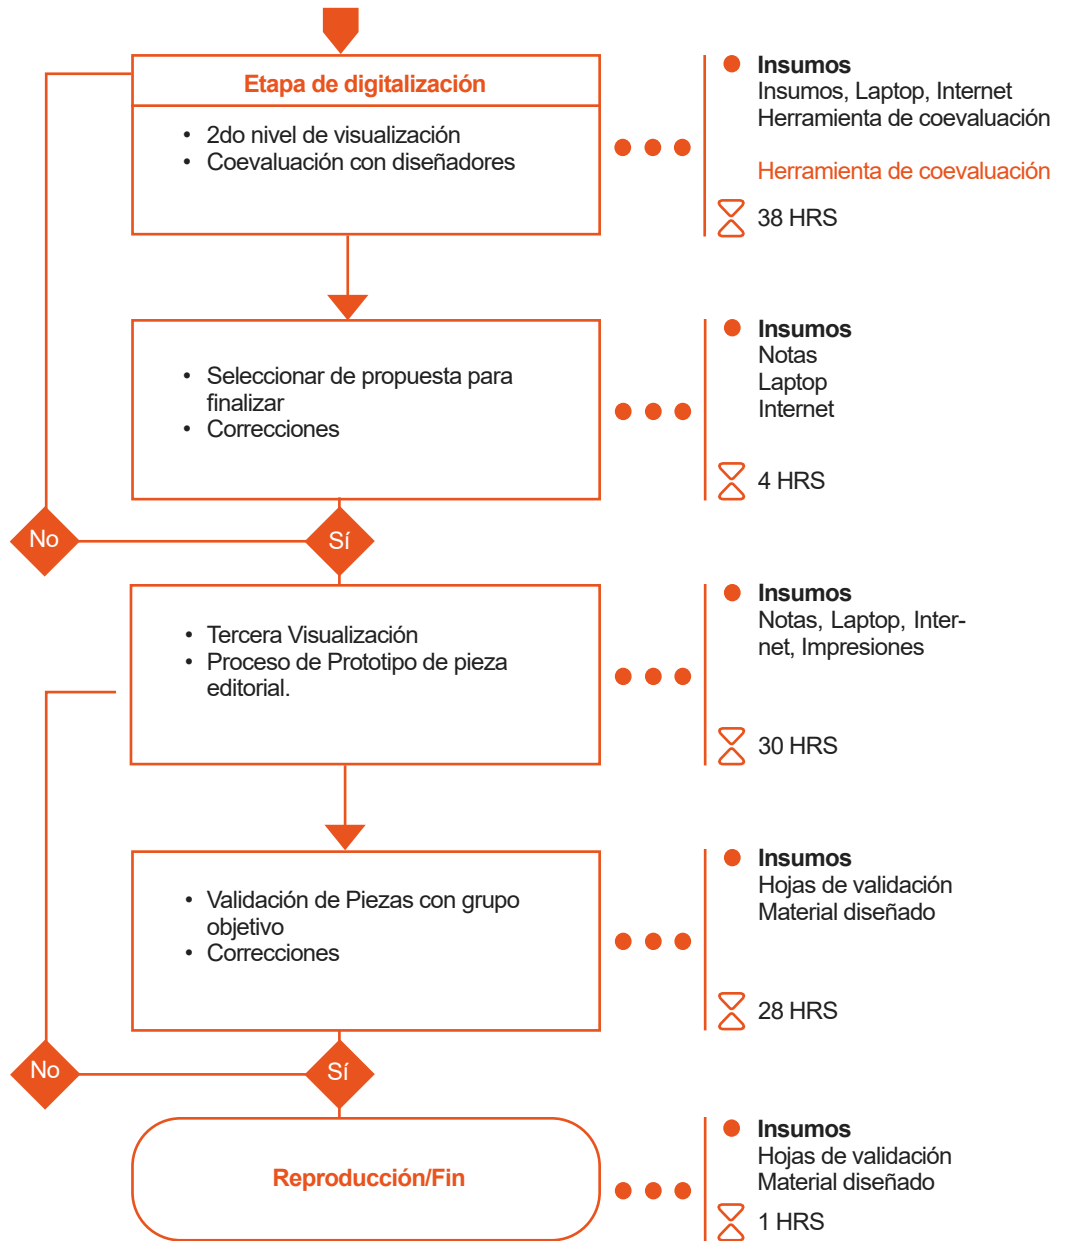 Etapa de digitalización
• 2do nivel de visualización
• Coevaluación con diseñadores
Insumos
Insumos, Laptop, Internet
Herramienta de coevaluación
Herramienta de coevaluación
38 HRS
• Seleccionar de propuesta para
finalizar
• Correcciones
Insumos
Notas
Laptop
Internet
4 HRS
No
Sí
• Tercera Visualización
• Proceso de Prototipo de pieza
editorial.
Insumos
Notas, Laptop, Inter-
net, Impresiones
30 HRS
• Validación de Piezas con grupo
objetivo
• Correcciones
Insumos
Hojas de validación
Material diseñado
28 HRS
No
Sí
Reproducción/Fin
Insumos
Hojas de validación
Material diseñado
1 HRS